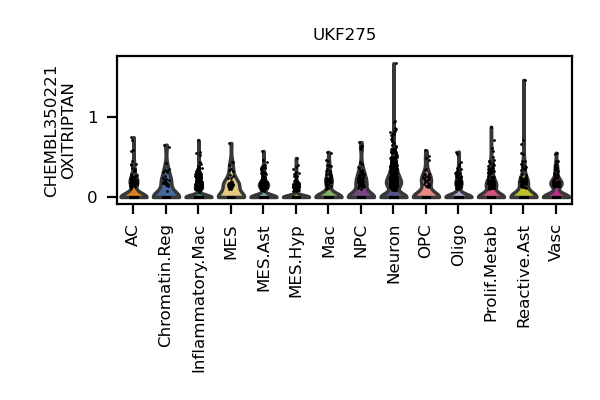 UKF275
CHEMBL350221
OXITRIPTAN
1
0
AC
Chromatin.Reg
Inflammatory.Mac
MES
MES.Ast
MES.Hyp
Mac
NPC
Neuron
OPC
Oligo
Prolif.Metab
Reactive.Ast
Vasc